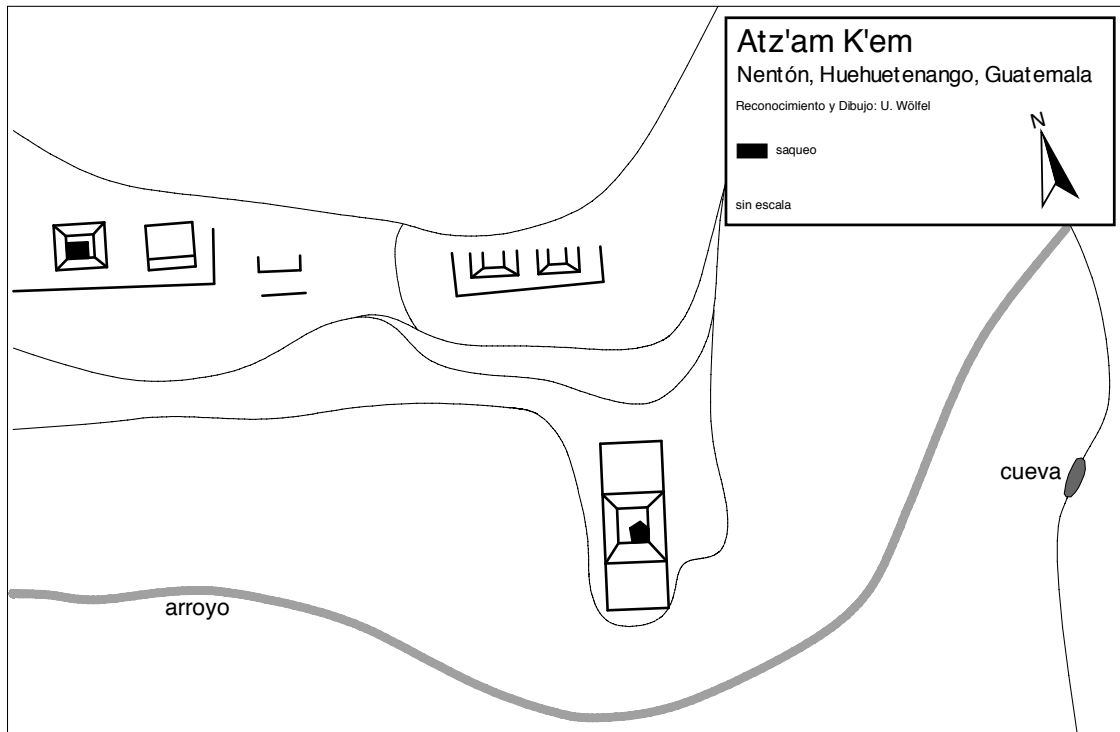 Atz'am K'em
Nentón, Huehuetenango, Guatemala
Reconocimiento y Dibujo: U. Wölfel
N
saqueo
sin escala
cueva
arroyo